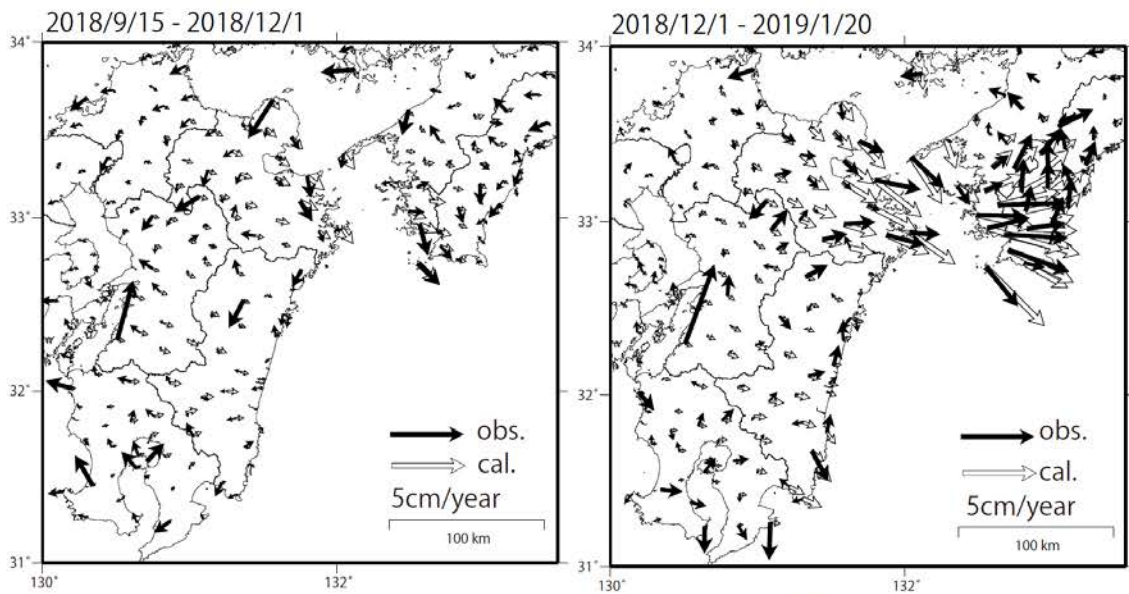 2018/9/15 - 2018/12/1
34°
33°
32°
31°
130°
132°
obs.
cal.
5cm/year
100 km
2018/12/1 - 2019/1/20
34°
33°
32°
31°
130°
132°
obs.
cal.
5cm/year
100 km